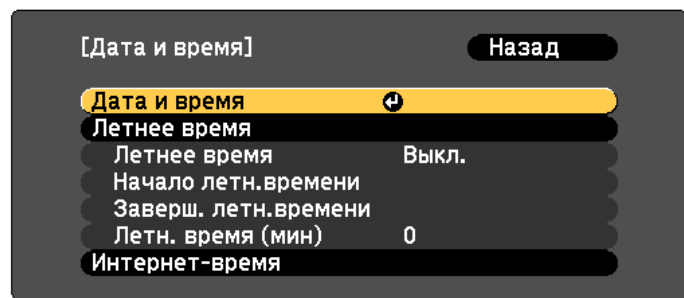 [Дата и время] Назад
Дата и время
Летнее время
Летнее время Выкл.
Начало летн.времени
Заверш. летн.времени
Летн. время (мин) 0
Интернет-время